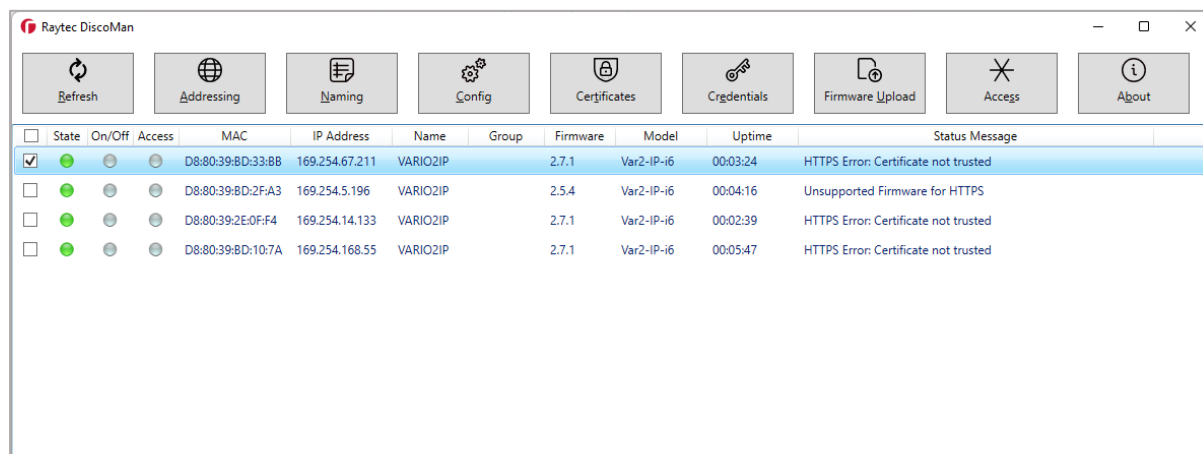 Raytec DiscoMan
Refresh Addressing Naming Config Certificates Credentials Firmware Upload Access About
State On/Off Access MAC IP Address Name Group Firmware Model Uptime Status Message
D8:80:39:BD:33:BB 169.254.67.211 VARIO2IP 2.7.1 Var2-IP-i6 00:03:24 HTTPS Error: Certificate not trusted
D8:80:39:BD:2F:A3 169.254.5.196 VARIO2IP 2.5.4 Var2-IP-i6 00:04:16 Unsupported Firmware for HTTPS
D8:80:39:2E:0F:F4 169.254.14.133 VARIO2IP 2.7.1 Var2-IP-i6 00:02:39 HTTPS Error: Certificate not trusted
D8:80:39:BD:10:7A 169.254.168.55 VARIO2IP 2.7.1 Var2-IP-i6 00:05:47 HTTPS Error: Certificate not trusted